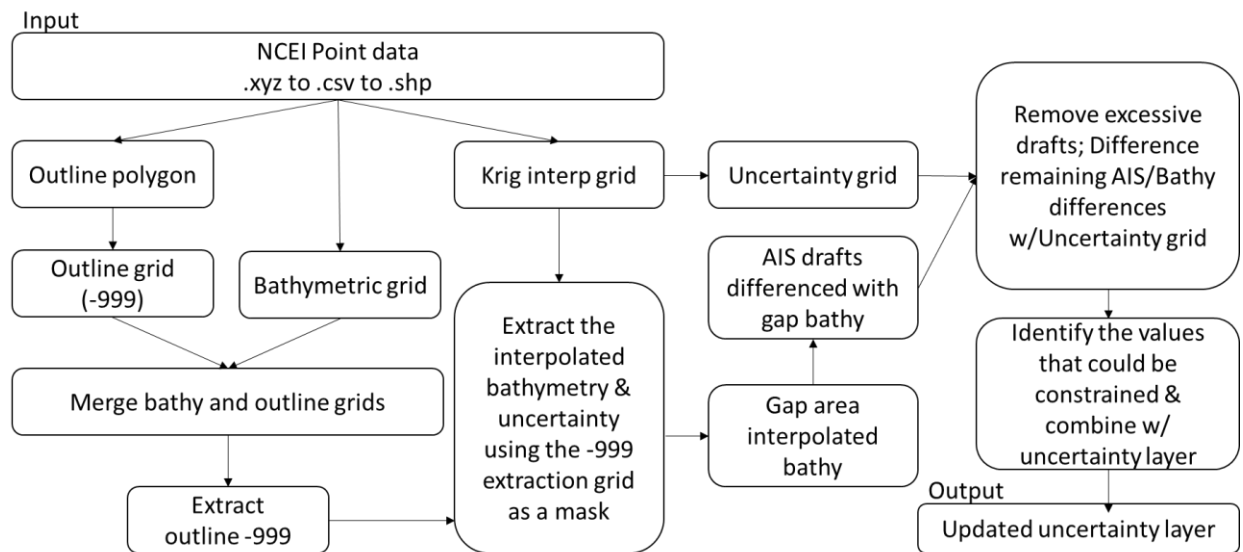 Input
NCEI Point data
.xyz to .csv to .shp
Outline polygon
Krig interp grid
Uncertainty grid
Remove excessive
drafts; Difference
remaining AIS/Bathy
differences
w/Uncertainty grid
Outline grid
(-999)
Bathymetric grid
AIS drafts
differenced with
gap bathy
Extract the
interpolated
bathymetry &
uncertainty
using the -999
extraction grid
as a mask
Merge bathy and outline grids
Gap area
interpolated
bathy
Identify the values
that could be
constrained &
combine w/
uncertainty layer
Extract
outline -999
Output
Updated uncertainty layer